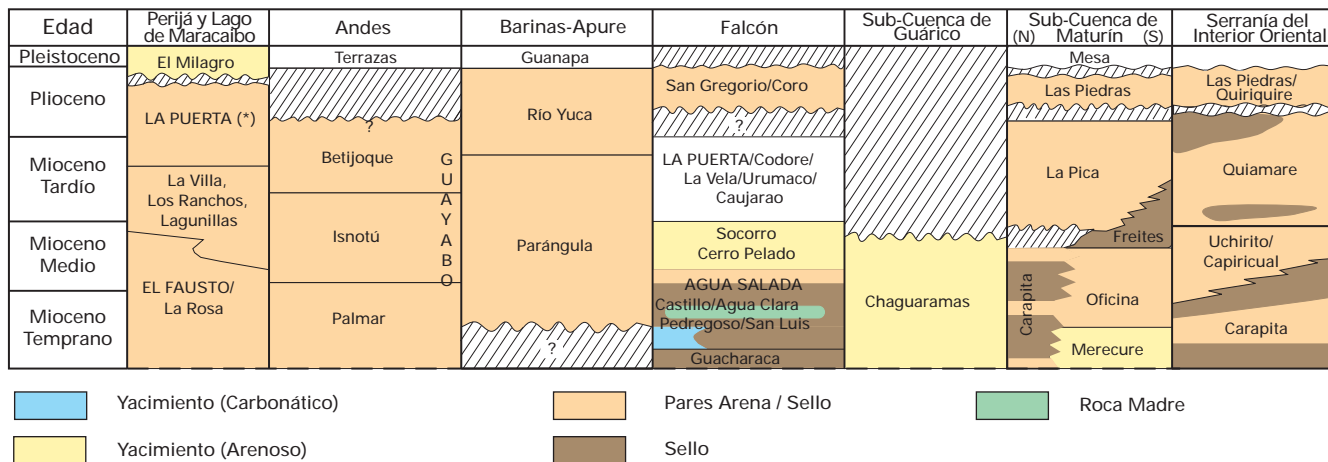 Edad
Perijá y Lago
de Maracaibo
Andes
Barinas-Apure
Falcón
Sub-Cuenca de
Guárico
Sub-Cuenca de
(N) Maturín (S)
Serranía del
Interior Oriental
Pleistoceno
El Milagro
Terrazas
Guanapa
Mesa
Plioceno
LA PUERTA (*)
?
Río Yuca
San Gregorio/Coro
?
Las Piedras
Las Piedras/
Quiriquire
Mioceno
Tardío
La Villa,
Los Ranchos,
Lagunillas
Betijoque
GUAYABO
LA PUERTA/Codore/
La Vela/Urumaco/
Caujarao
La Pica
Quiamare
Mioceno
Medio
Isnotú
Parángula
Socorro
Cerro Pelado
Freites
Uchirito/
Capiricual
Mioceno
Temprano
EL FAUSTO/
La Rosa
Palmar
?
AGUA SALADA
Castillo/Agua Clara
Pedregoso/San Luis
Guacharaca
Chaguaramas
Carapita
Oficina
Merecure
Carapita
Yacimiento (Carbonático)
Pares Arena / Sello
Roca Madre
Yacimiento (Arenoso)
Sello